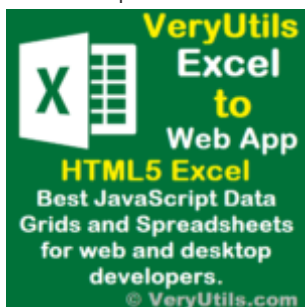 VeryUtils
Excel
to
Web App
HTML5 Excel
Best JavaScript Data
Grids and Spreadsheets
for web and desktop
developers.
© VeryUtils.com